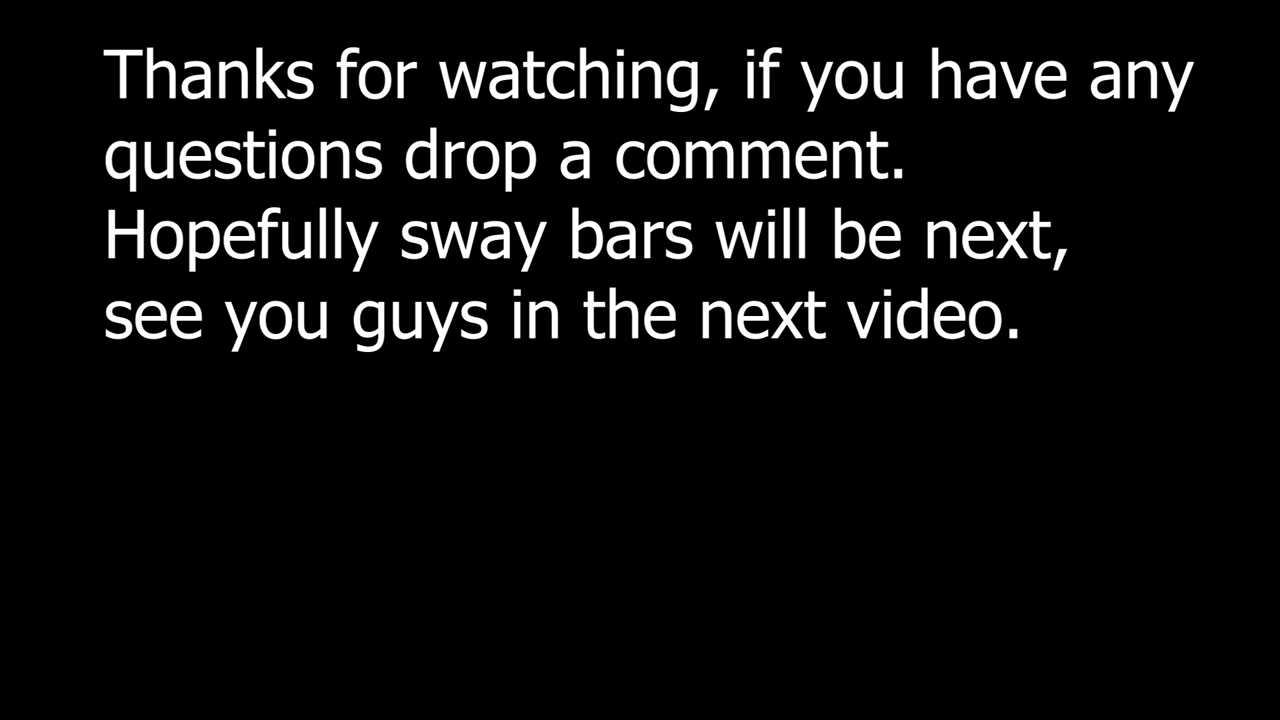 Thanks for watching, if you have any
questions drop a comment.
Hopefully sway bars will be next,
see you guys in the next video.